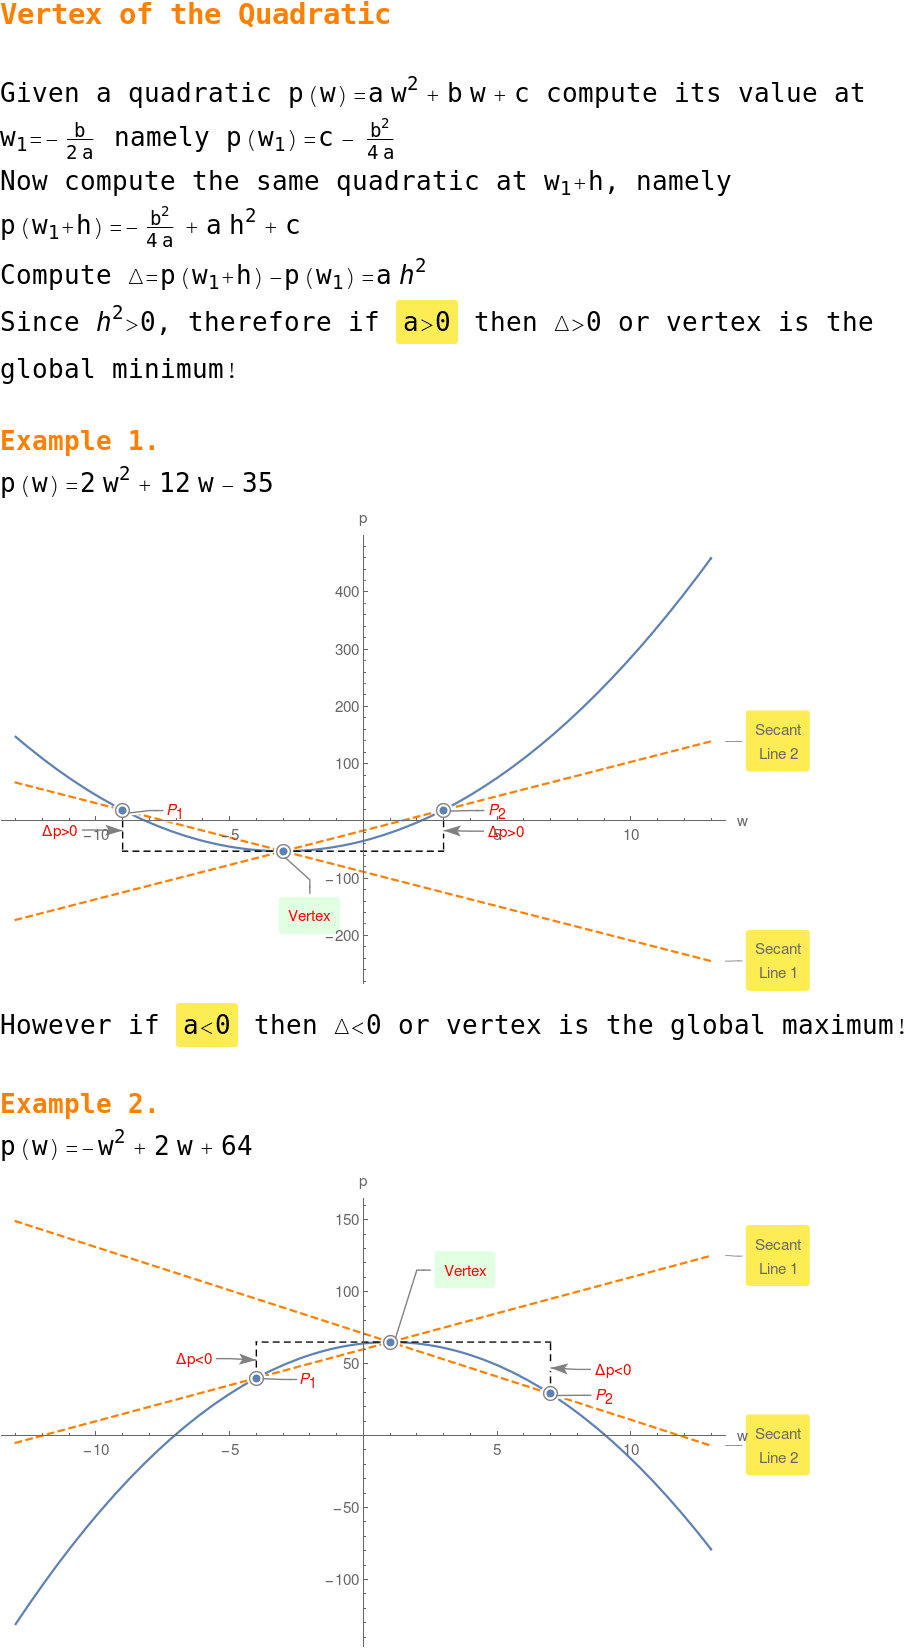 Vertex of the Quadratic
Given a quadratic p(w)=a w² + b w + c compute its value at
w₁=- b/(2 a) namely p(w₁)=c - b²/(4 a)
Now compute the same quadratic at w₁+h, namely
p(w₁+h)=- b²/(4 a) + a h² + c
Compute Δ=p(w₁+h)-p(w₁)=a h²
Since h²>0, therefore if a>0 then Δ>0 or vertex is the
global minimum!
Example 1.
p(w)=2 w² + 12 w - 35
p
400
300
200
Secant
Line 2
100
P₁
P₂
w
Δp>0
-10
-5
5
Δp>0
10
-100
Vertex
-200
Secant
Line 1
However if a<0 then Δ<0 or vertex is the global maximum!
Example 2.
p(w)=-w² + 2 w + 64
p
150
Secant
Line 1
Vertex
100
Δp<0
50
Δp<0
P₁
P₂
w
Secant
Line 2
-10
-5
5
10
-50
-100